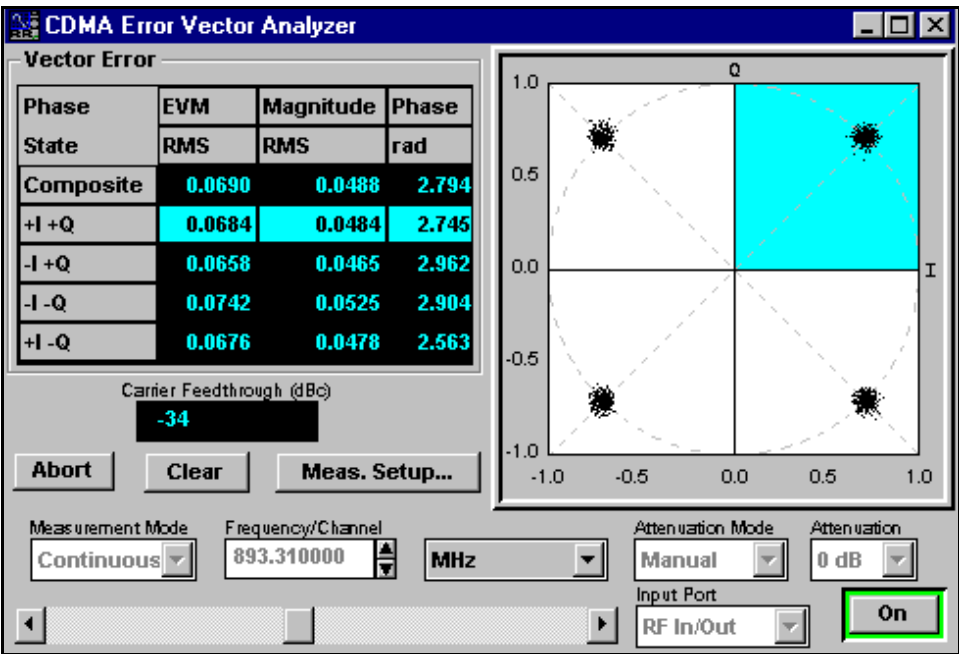 CDMA Error Vector Analyzer
Vector Error
Phase EVM Magnitude Phase
State RMS RMS rad
Composite 0.0690 0.0488 2.794
+I +Q 0.0684 0.0484 2.745
-I +Q 0.0658 0.0465 2.962
-I -Q 0.0742 0.0525 2.904
+I -Q 0.0676 0.0478 2.563
Carrier Feedthrough (dBc)
-34
Abort Clear Meas. Setup...
Q
1.0
0.5
0.0
I
-0.5
-1.0
-1.0 -0.5 0.0 0.5 1.0
Measurement Mode Frequency/Channel Attenuation Mode Attenuation
Continuous 893.310000 MHz Manual 0 dB
Input Port
RF In/Out
On